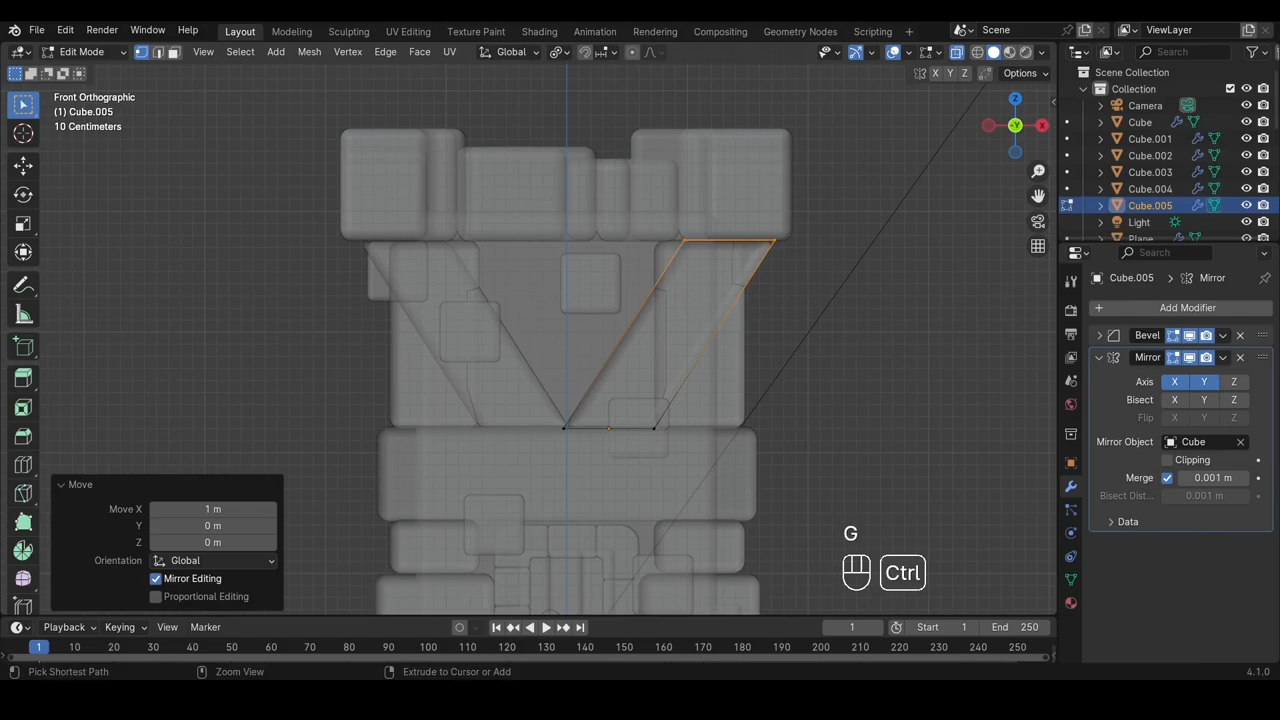 File Edit Render Window Help
Layout Modeling Sculpting UV Editing Texture Paint Shading Animation Rendering Compositing Geometry Nodes Scripting +
Scene
ViewLayer
Edit Mode
View Select Add Mesh Vertex Edge Face UV
Global
Search
X Y Z
Options
Front Orthographic
(1) Cube.005
10 Centimeters
Z
-Y
X
Scene Collection
Collection
Camera
Cube
Cube.001
Cube.002
Cube.003
Cube.004
Cube.005
Light
Plane
Search
Cube.005 > Mirror
+ Add Modifier
Bevel
Mirror
Axis X Y Z
Bisect X Y Z
Flip X Y Z
Mirror Object Cube
Clipping
Merge 0.001 m
Bisect Dist... 0.001 m
Data
Move
Move X 1 m
Y 0 m
Z 0 m
Orientation Global
Mirror Editing
Proportional Editing
G
Ctrl
Playback Keying View Marker
1
Start 1
End 250
1 10 20 30 40 50 60 70 80 90 100 110 120 130 140 150 160 170 180 190 200 210 220 230 240 250
Pick Shortest Path
Zoom View
Extrude to Cursor or Add
4.1.0